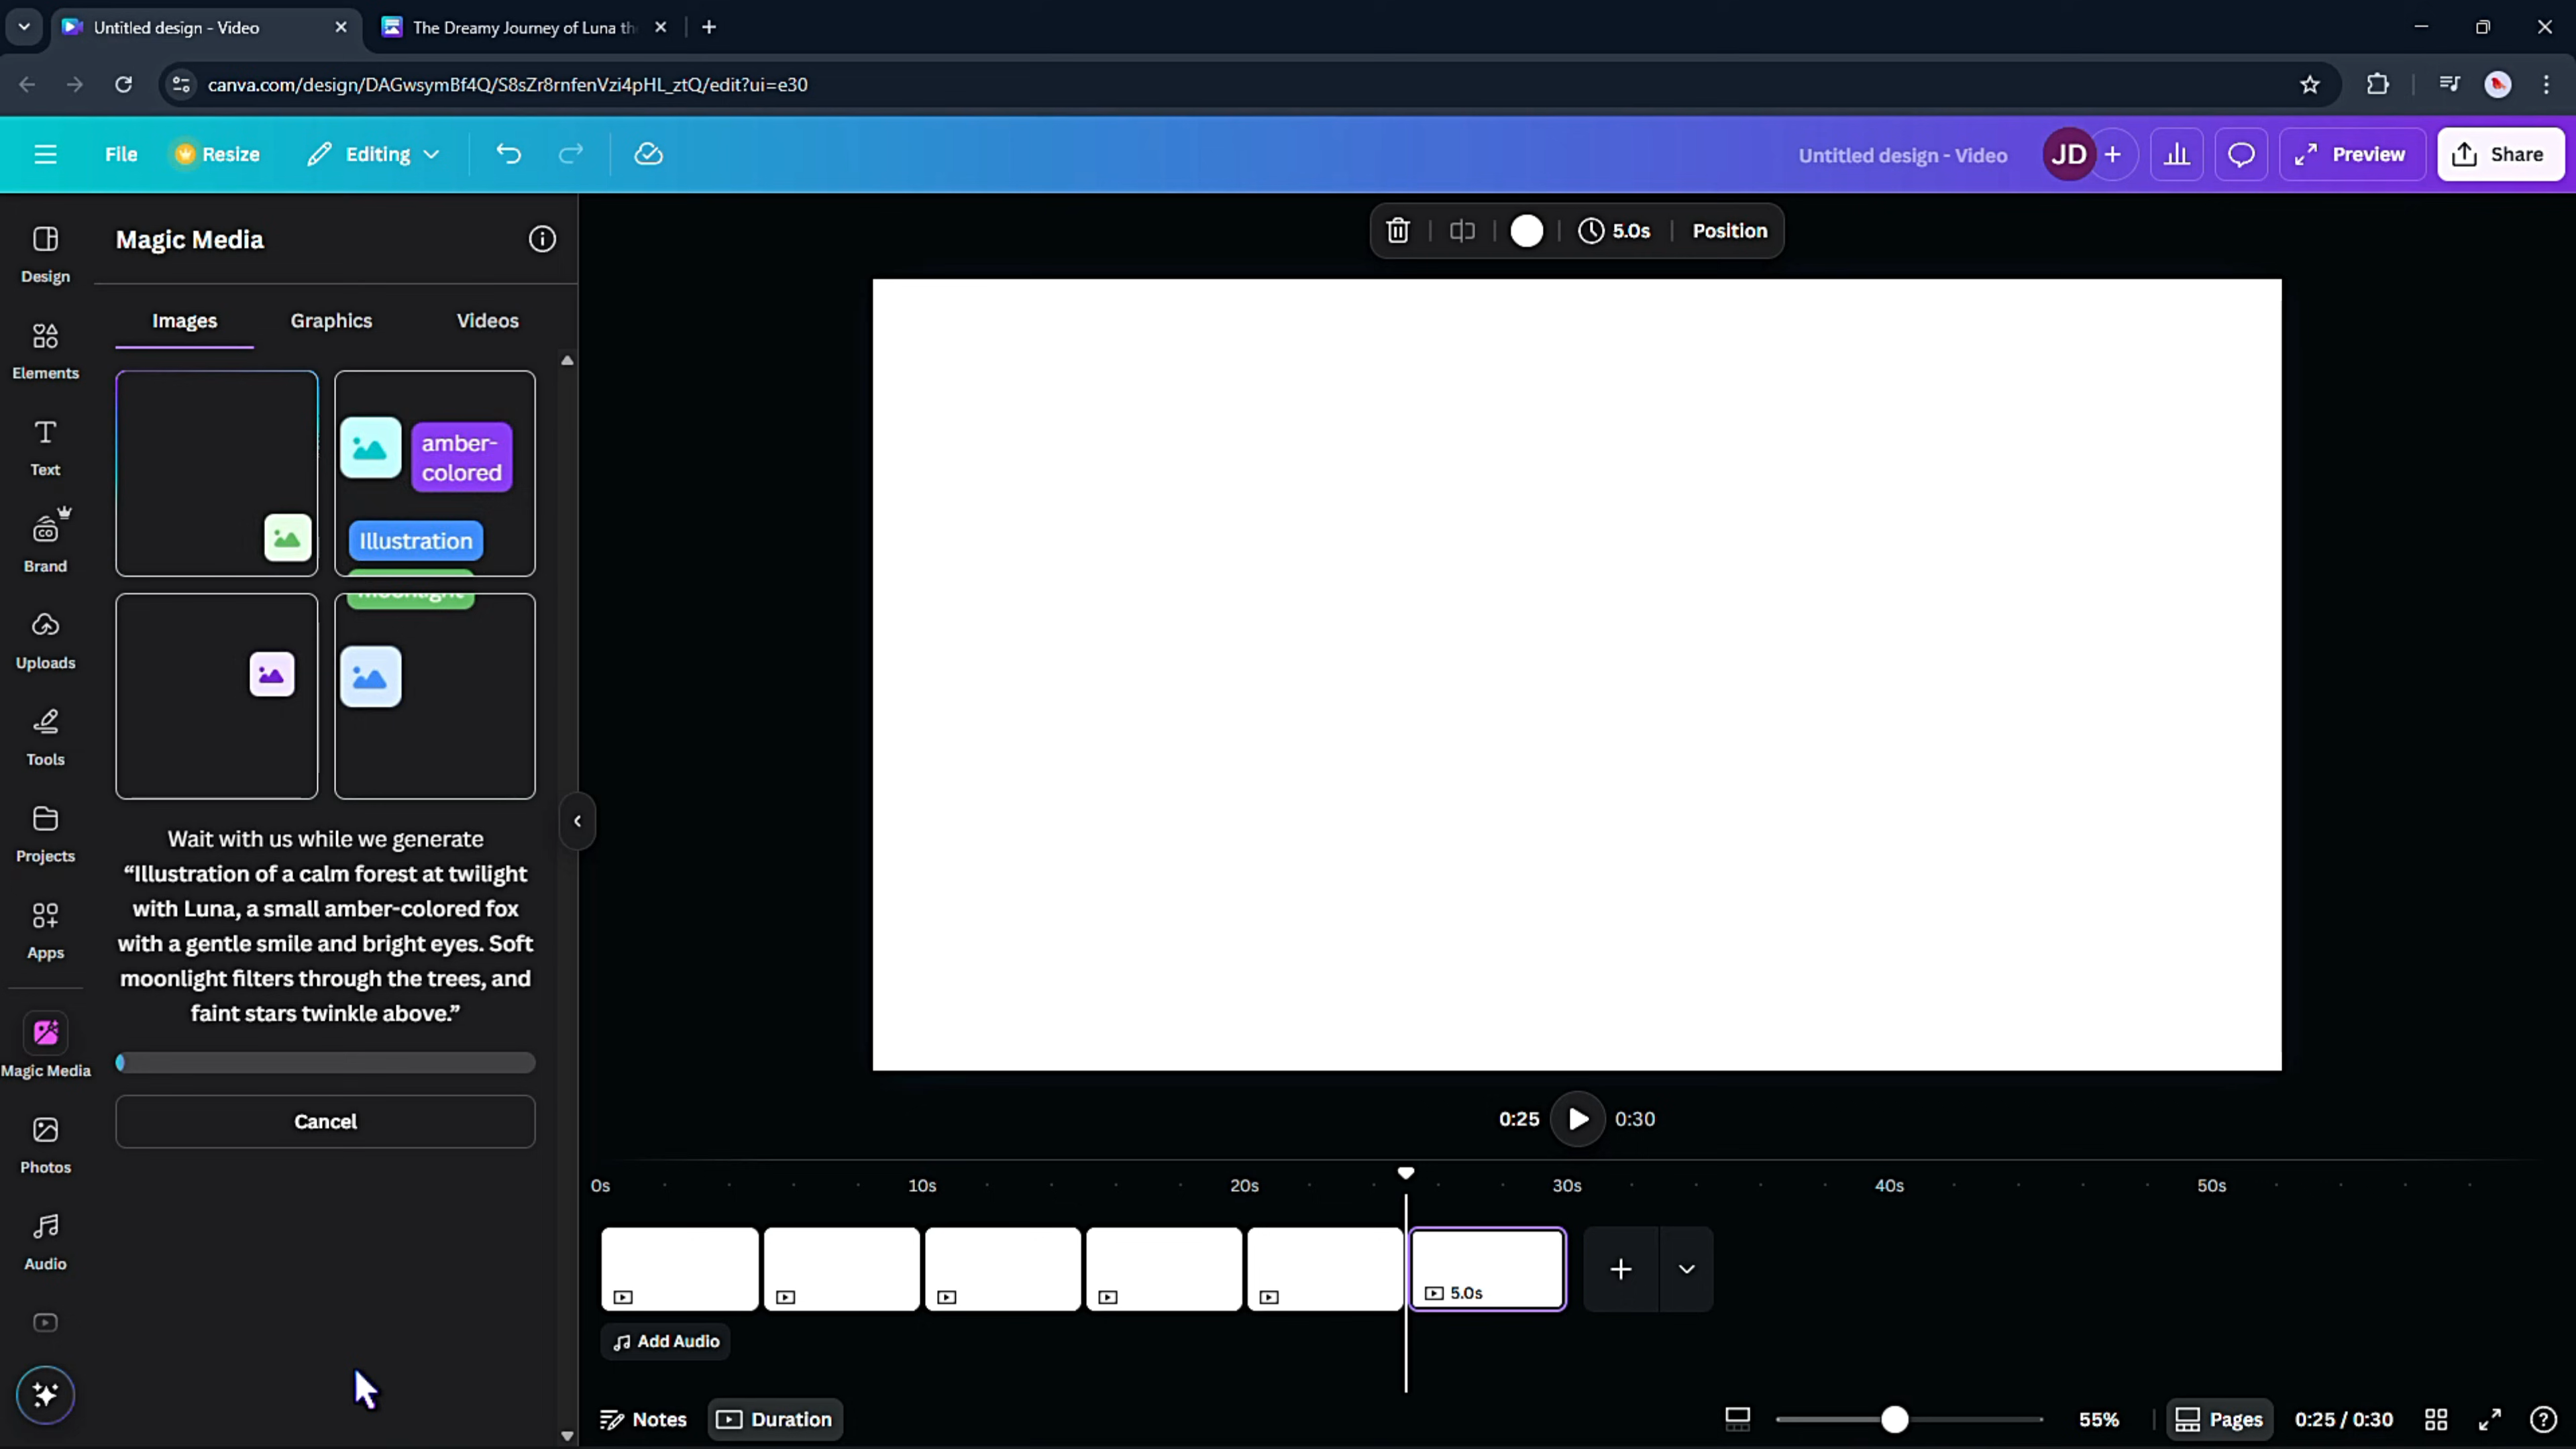 Untitled design - Video
The Dreamy Journey of Luna th
canva.com/design/DAGwsymBf4Q/S8sZr8rnfenVzi4pHL_ztQ/edit?ui=e30
File
Resize
Editing
Untitled design - Video
JD
Preview
Share
Design
Elements
Text
Brand
Uploads
Tools
Projects
Apps
Magic Media
Photos
Audio
Magic Media
Images
Graphics
Videos
amber-
colored
Illustration
moonlight
Wait with us while we generate
“Illustration of a calm forest at twilight
with Luna, a small amber-colored fox
with a gentle smile and bright eyes. Soft
moonlight filters through the trees, and
faint stars twinkle above.”
Cancel
5.0s
Position
0:25
0:30
0s
10s
20s
30s
40s
50s
5.0s
Add Audio
Notes
Duration
55%
Pages
0:25 / 0:30